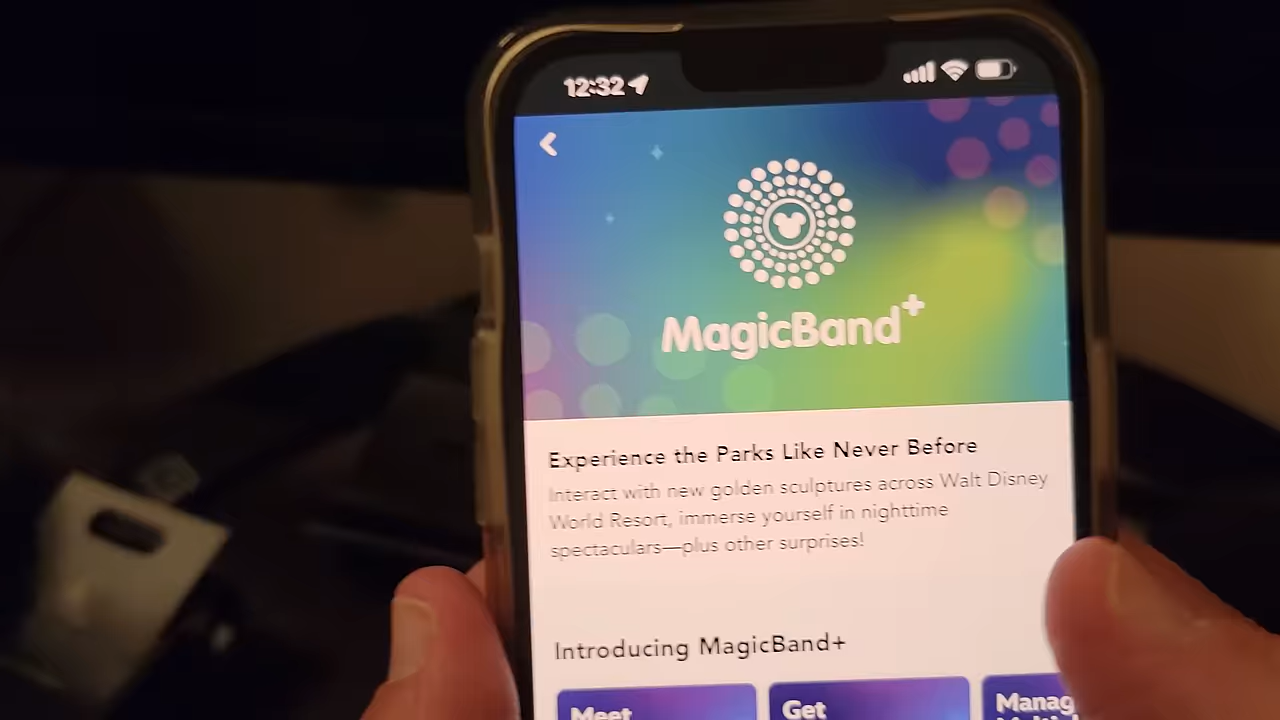 12:32
MagicBand+
Experience the Parks Like Never Before
Interact with new golden sculptures across Walt Disney
World Resort, immerse yourself in nighttime
spectaculars—plus other surprises!
Introducing MagicBand+
Meet
Get
Manag